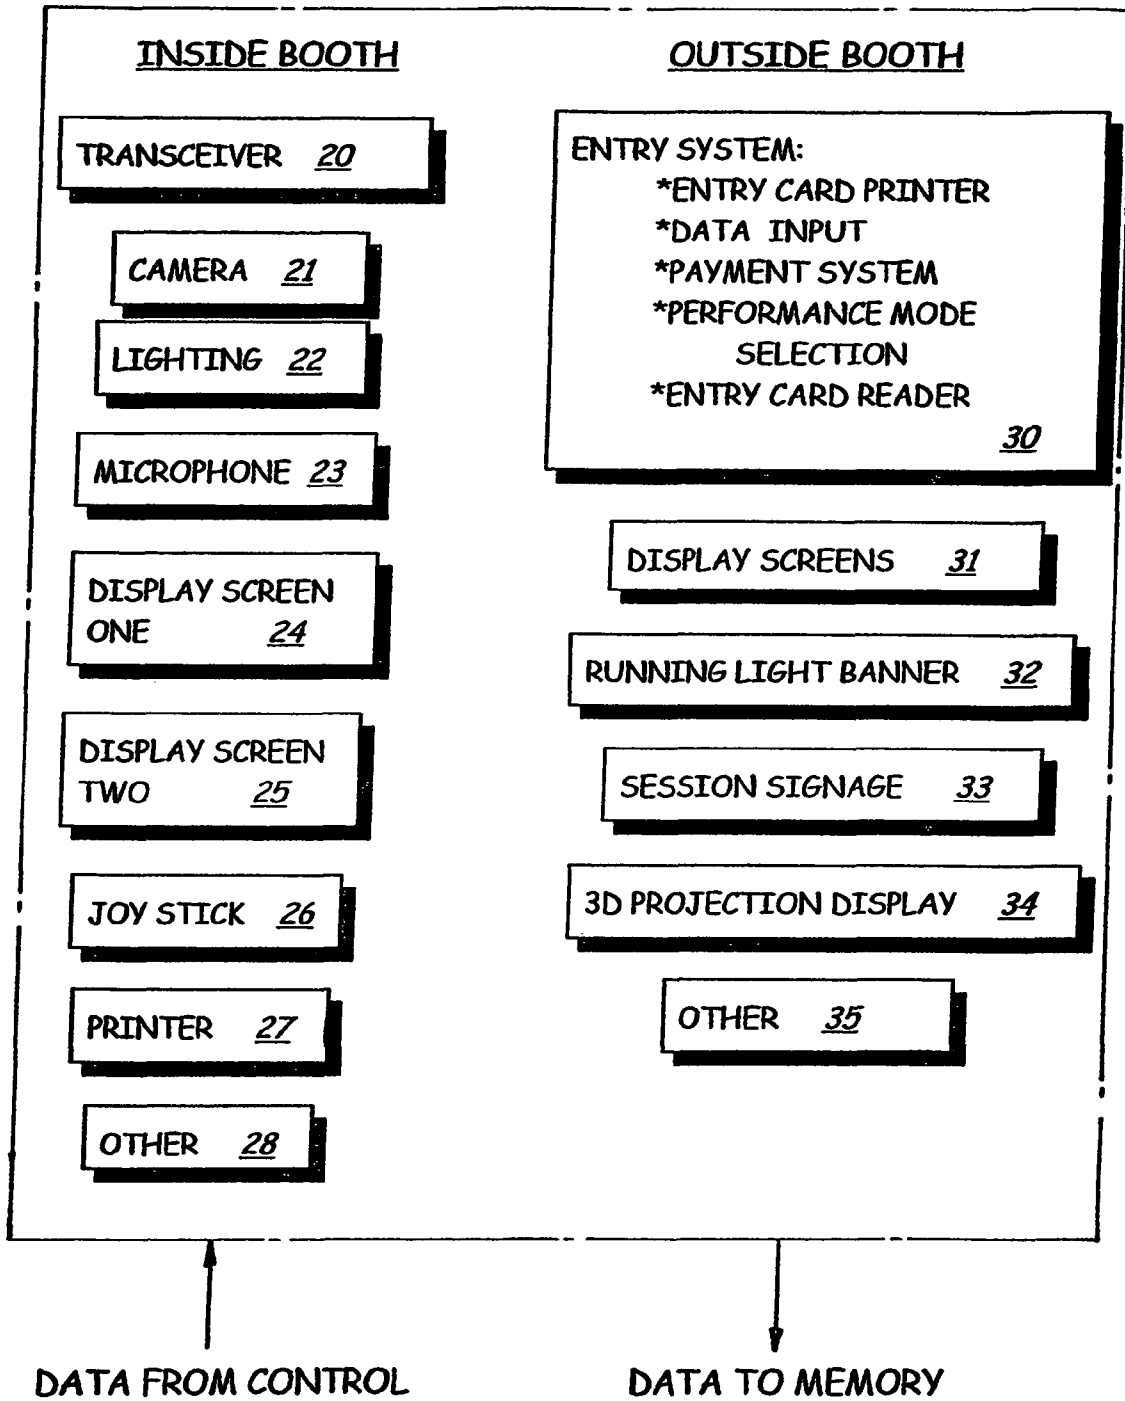 INSIDE BOOTH
TRANSCEIVER 20
CAMERA 21
LIGHTING 22
MICROPHONE 23
DISPLAY SCREEN
ONE 24
DISPLAY SCREEN
TWO 25
JOY STICK 26
PRINTER 27
OTHER 28
OUTSIDE BOOTH
ENTRY SYSTEM:
*ENTRY CARD PRINTER
*DATA INPUT
*PAYMENT SYSTEM
*PERFORMANCE MODE
SELECTION
*ENTRY CARD READER
30
DISPLAY SCREENS 31
RUNNING LIGHT BANNER 32
SESSION SIGNAGE 33
3D PROJECTION DISPLAY 34
OTHER 35
DATA FROM CONTROL
DATA TO MEMORY